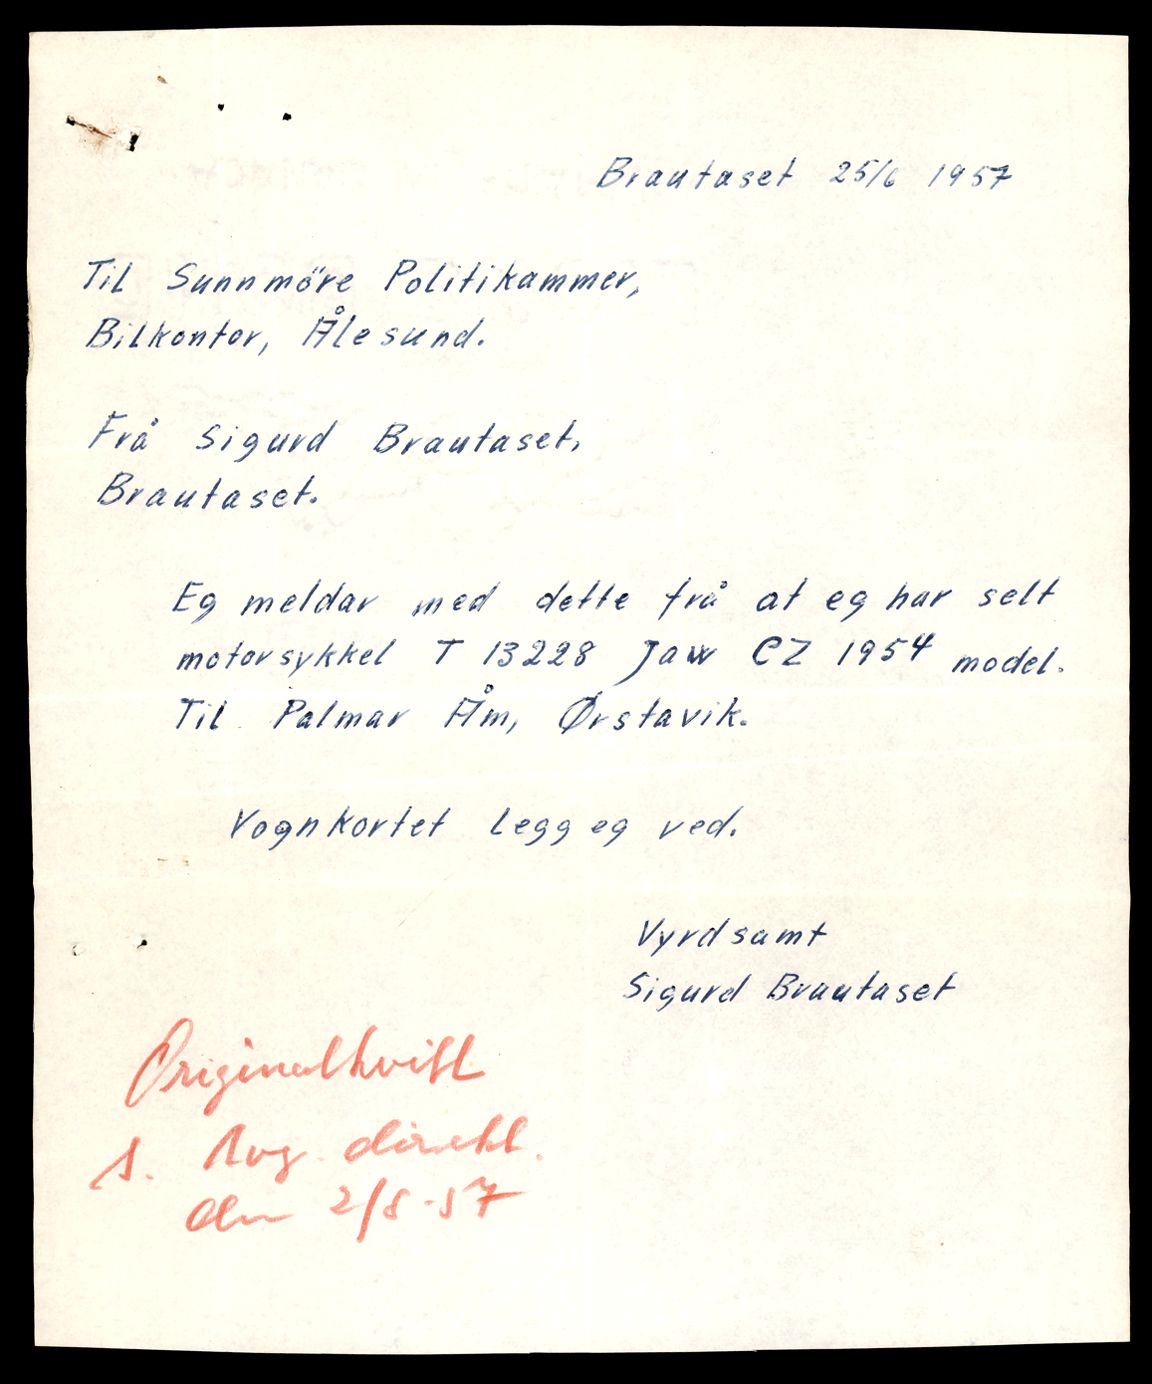 Brautaset 25/6 1957
Til Sunnmöre Politikammer,
Bilkontor, Ålesund.
Frå Sigurd Brautaset,
Brautaset.
Eg meldar med dette frå at eg har selt
motorsykkel T 13228 Jaw CZ 1954 model.
Til Palmar Åm, Ørstavik.
Vognkortet legg eg ved.
Vyrdsamt
Sigurd Brautaset
Originalkvitt
s. direkt.
den 2/8-57